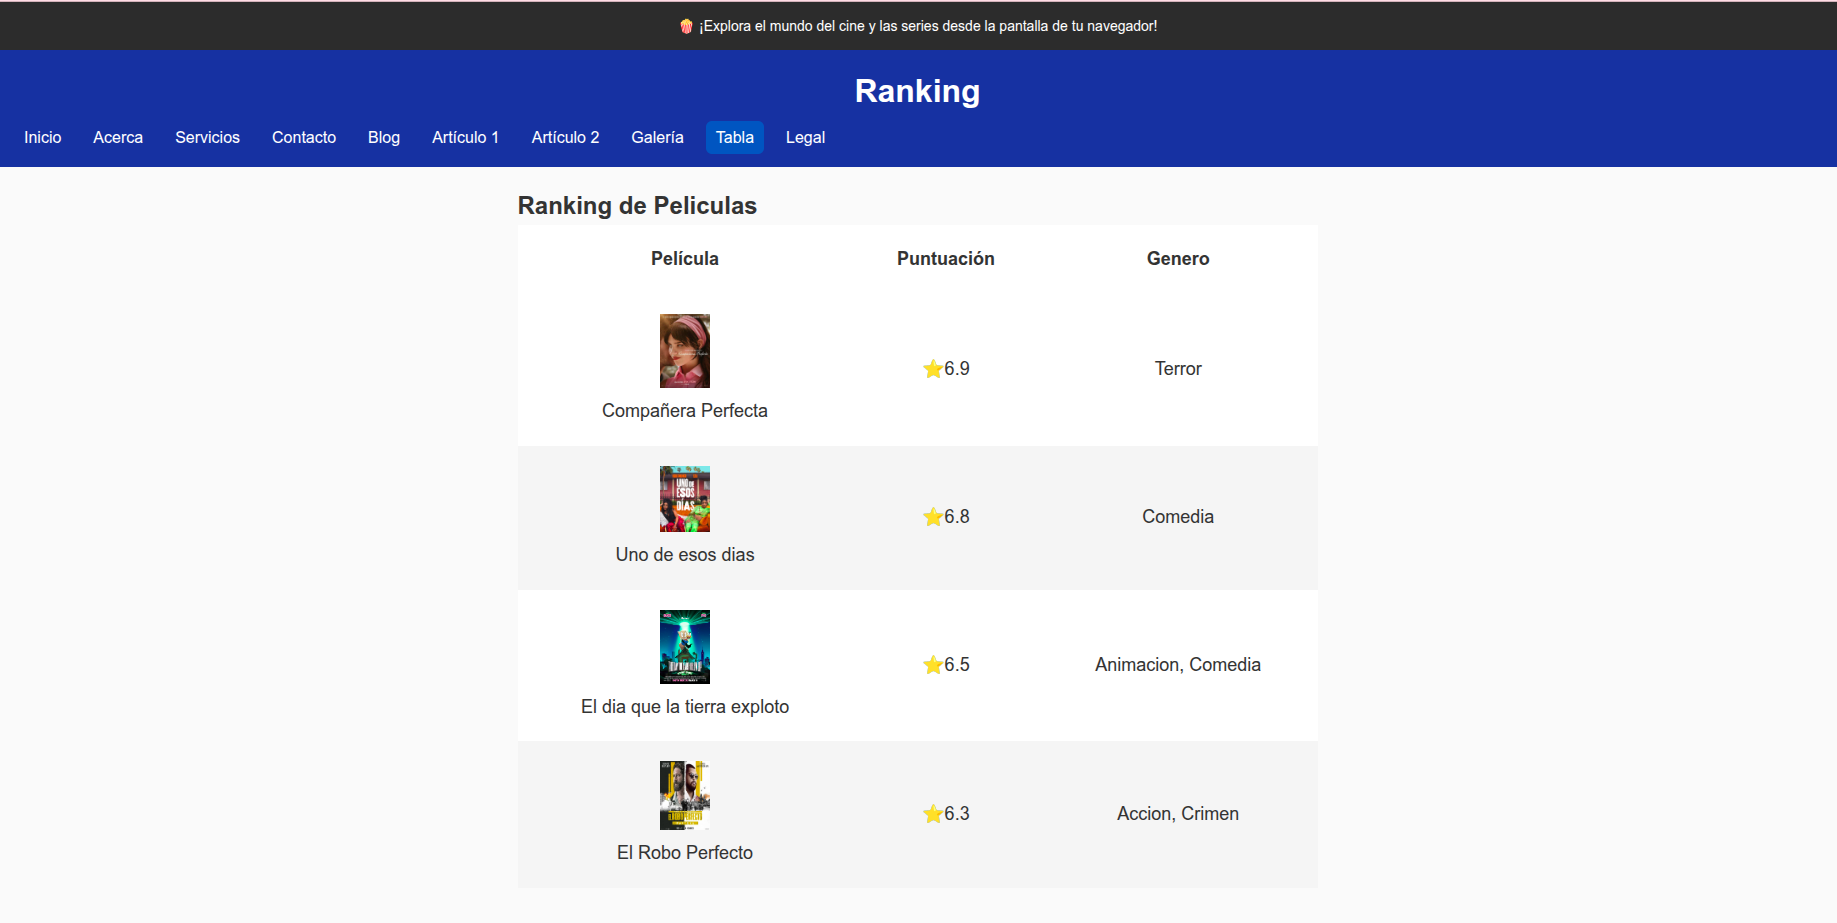 🍿 ¡Explora el mundo del cine y las series desde la pantalla de tu navegador!
Ranking
Inicio Acerca Servicios Contacto Blog Artículo 1 Artículo 2 Galería Tabla Legal
Ranking de Peliculas
Película Puntuación Genero
Compañera Perfecta
⭐6.9
Terror
UNO DE
ESOS
DÍAS
Uno de esos dias
⭐6.8
Comedia
El dia que la tierra exploto
⭐6.5
Animacion, Comedia
El Robo Perfecto
⭐6.3
Accion, Crimen